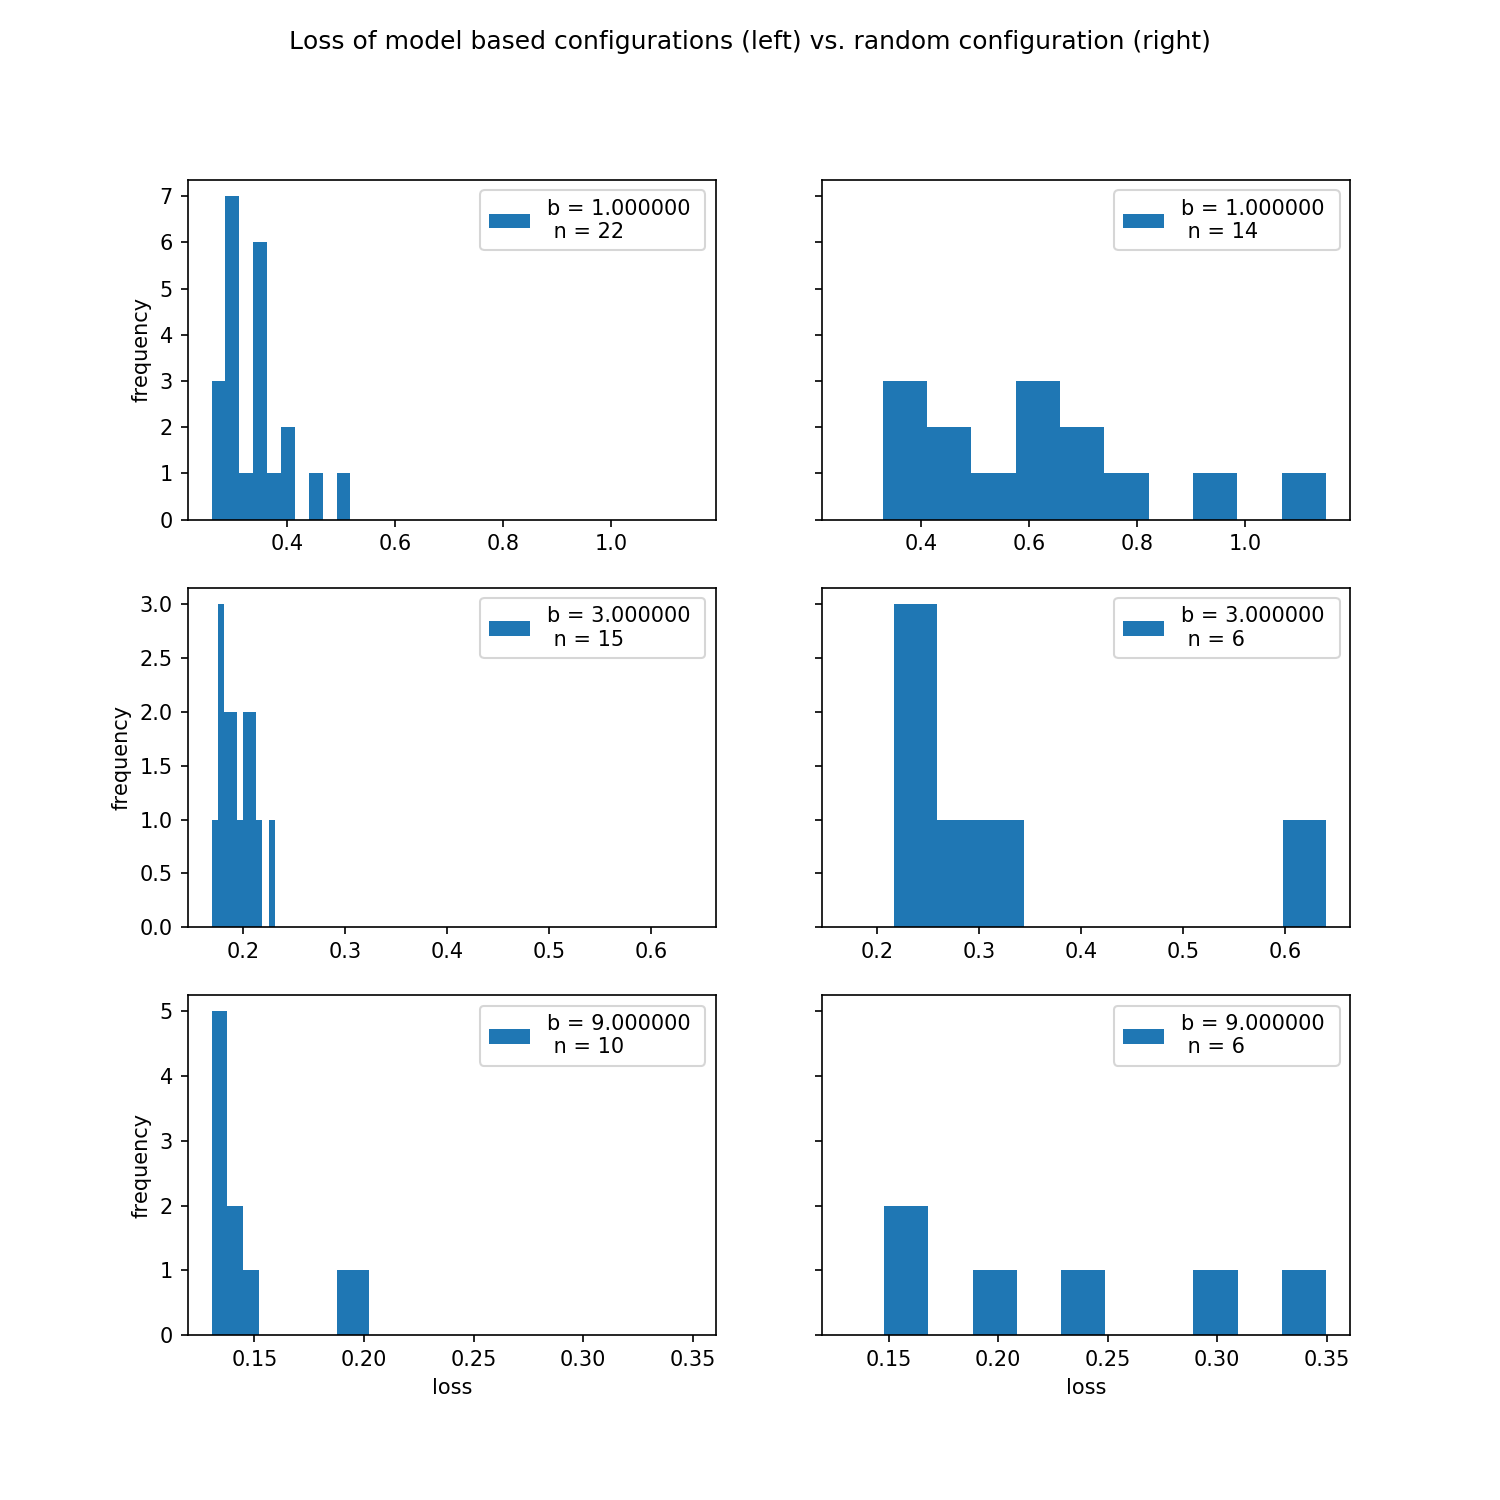 Loss of model based configurations (left) vs. random configuration (right)
frequency
7
6
5
4
3
2
1
0
0.4 0.6 0.8 1.0
b = 1.000000
n = 22
0.4 0.6 0.8 1.0
b = 1.000000
n = 14
frequency
3.0
2.5
2.0
1.5
1.0
0.5
0.0
0.2 0.3 0.4 0.5 0.6
b = 3.000000
n = 15
0.2 0.3 0.4 0.5 0.6
b = 3.000000
n = 6
frequency
5
4
3
2
1
0
0.15 0.20 0.25 0.30 0.35
loss
b = 9.000000
n = 10
0.15 0.20 0.25 0.30 0.35
loss
b = 9.000000
n = 6